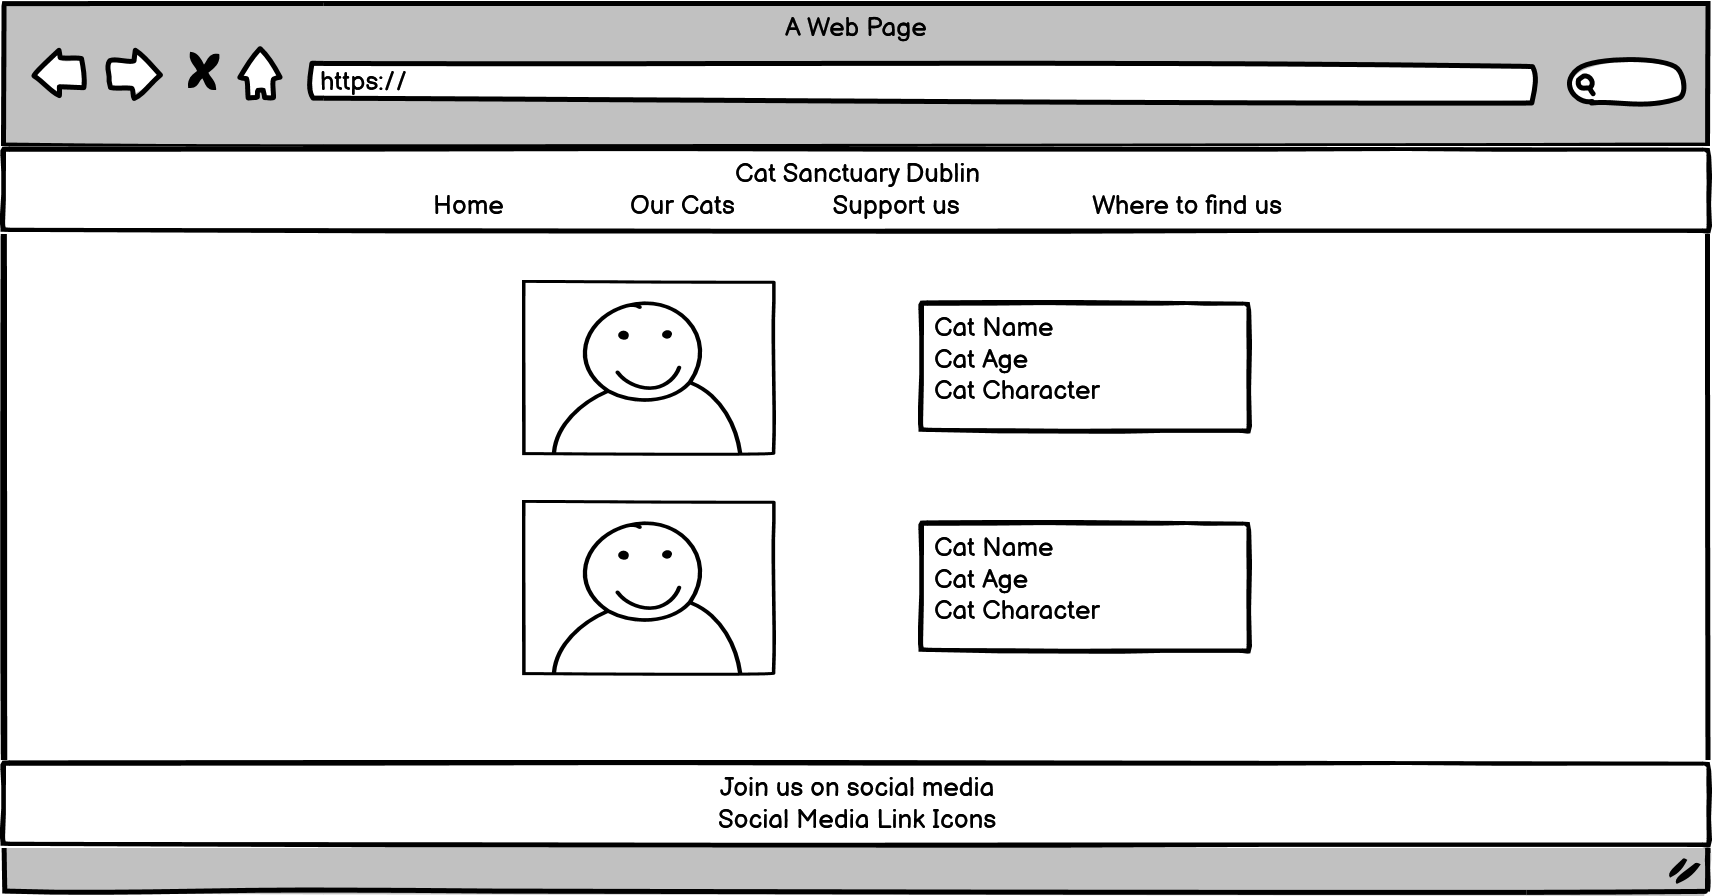 A Web Page
https://
Cat Sanctuary Dublin
Home Our Cats Support us Where to find us
Cat Name
Cat Age
Cat Character
Cat Name
Cat Age
Cat Character
Join us on social media
Social Media Link Icons